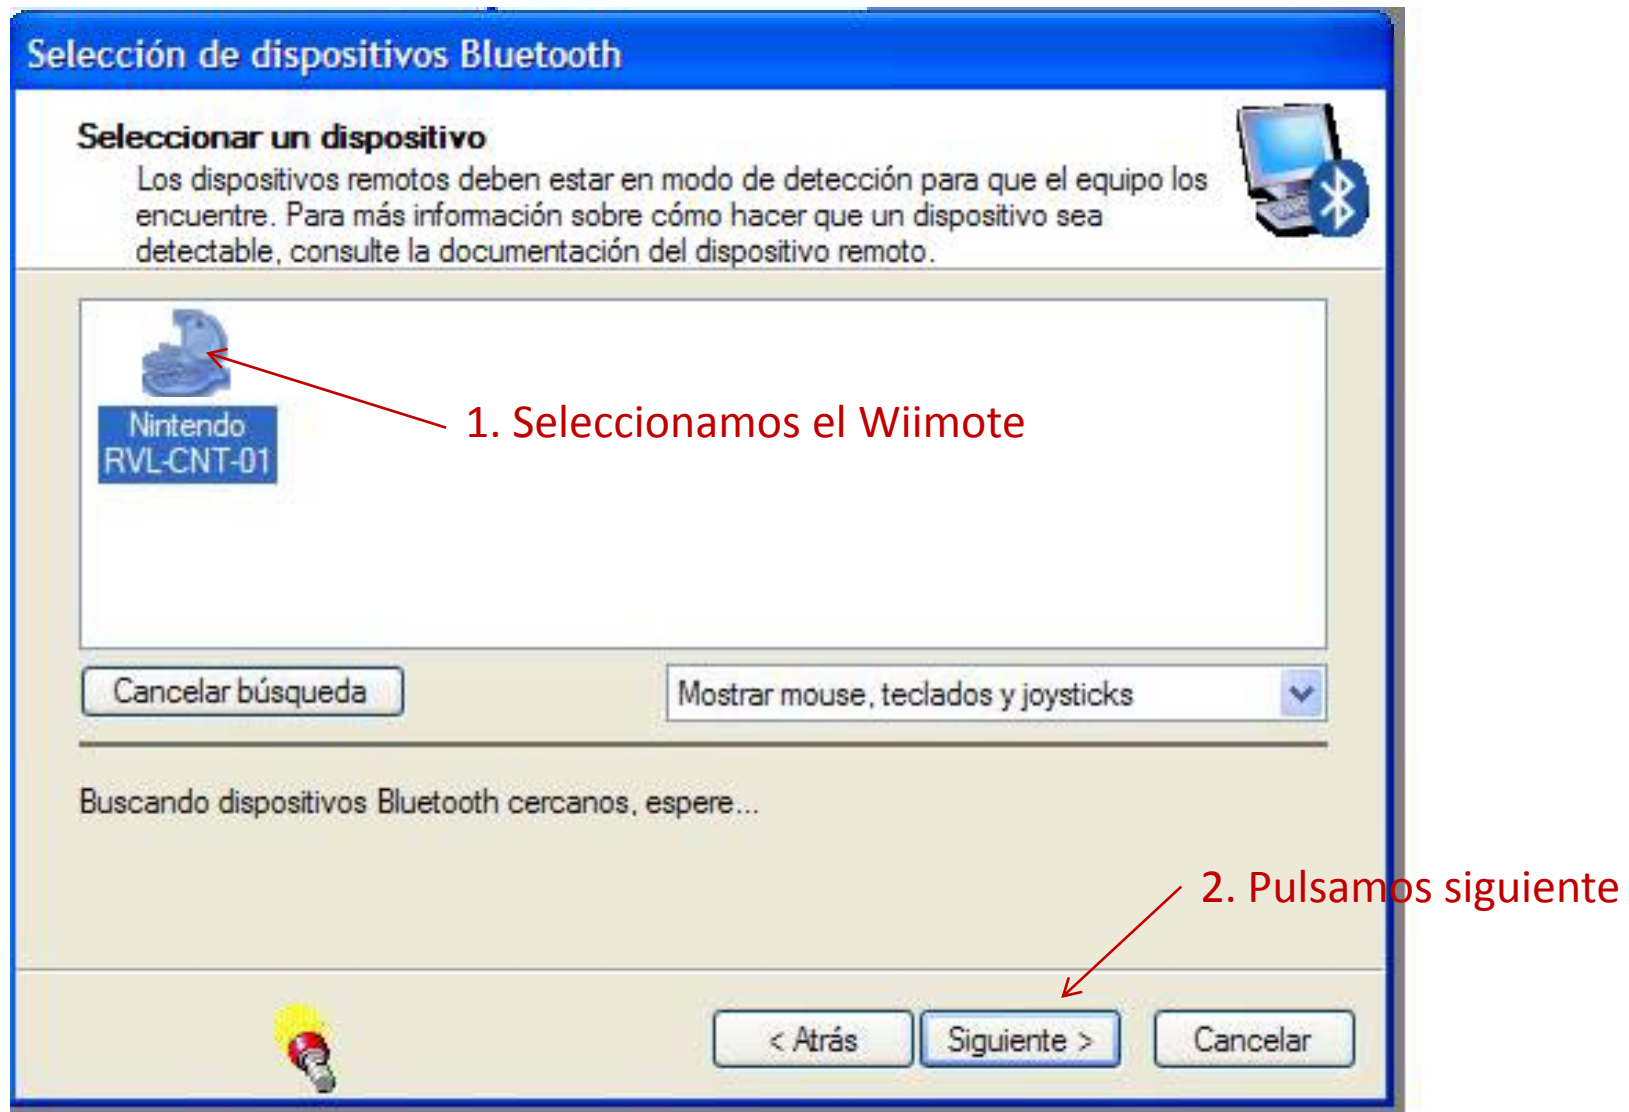 Selección de dispositivos Bluetooth
Seleccionar un dispositivo
Los dispositivos remotos deben estar en modo de detección para que el equipo los
encuentre. Para más información sobre cómo hacer que un dispositivo sea
detectable, consulte la documentación del dispositivo remoto.
1. Seleccionamos el Wiimote
Nintendo
RVL-CNT-01
Cancelar búsqueda
Mostrar mouse, teclados y joysticks
Buscando dispositivos Bluetooth cercanos, espere...
2. Pulsamos siguiente
< Atrás
Siguiente >
Cancelar